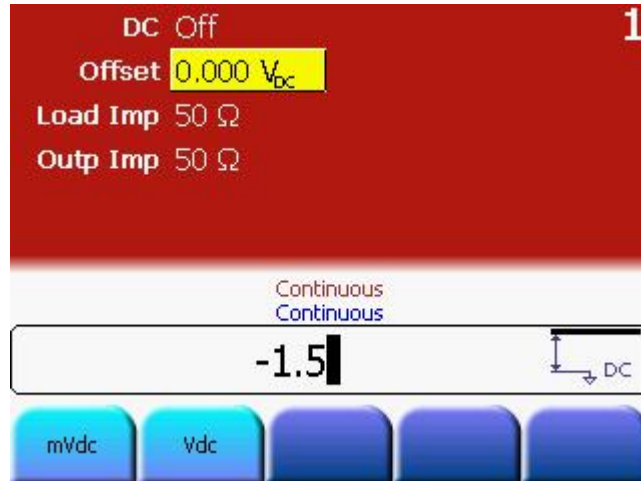 DC Off 1
Offset 0.000 VDC
Load Imp 50 Ω
Outp Imp 50 Ω
Continuous
Continuous
-1.5
DC
mVdc Vdc